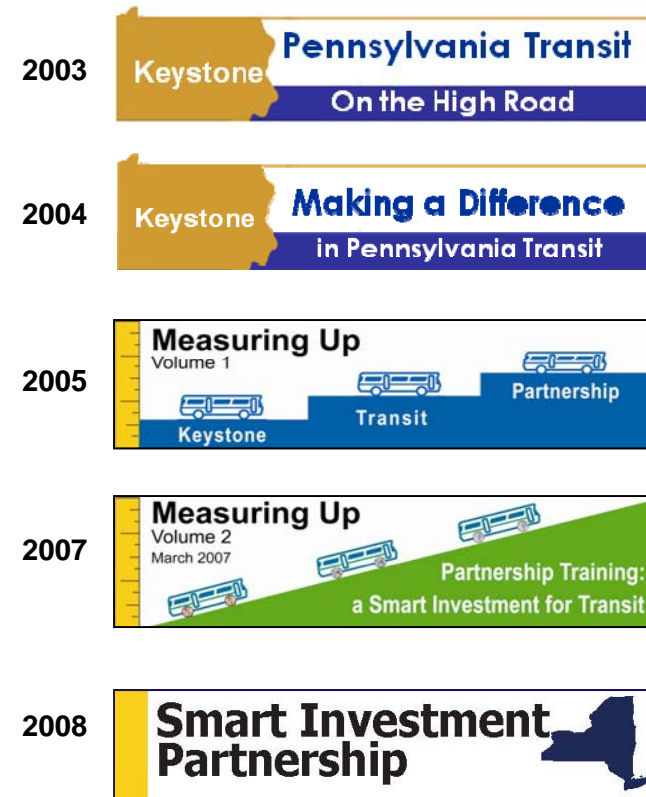 2003
Keystone
Pennsylvania Transit
On the High Road
2004
Keystone
Making a Difference
in Pennsylvania Transit
2005
Measuring Up
Volume 1
Keystone
Transit
Partnership
2007
Measuring Up
Volume 2
March 2007
Partnership Training:
a Smart Investment for Transit
2008
Smart Investment
Partnership